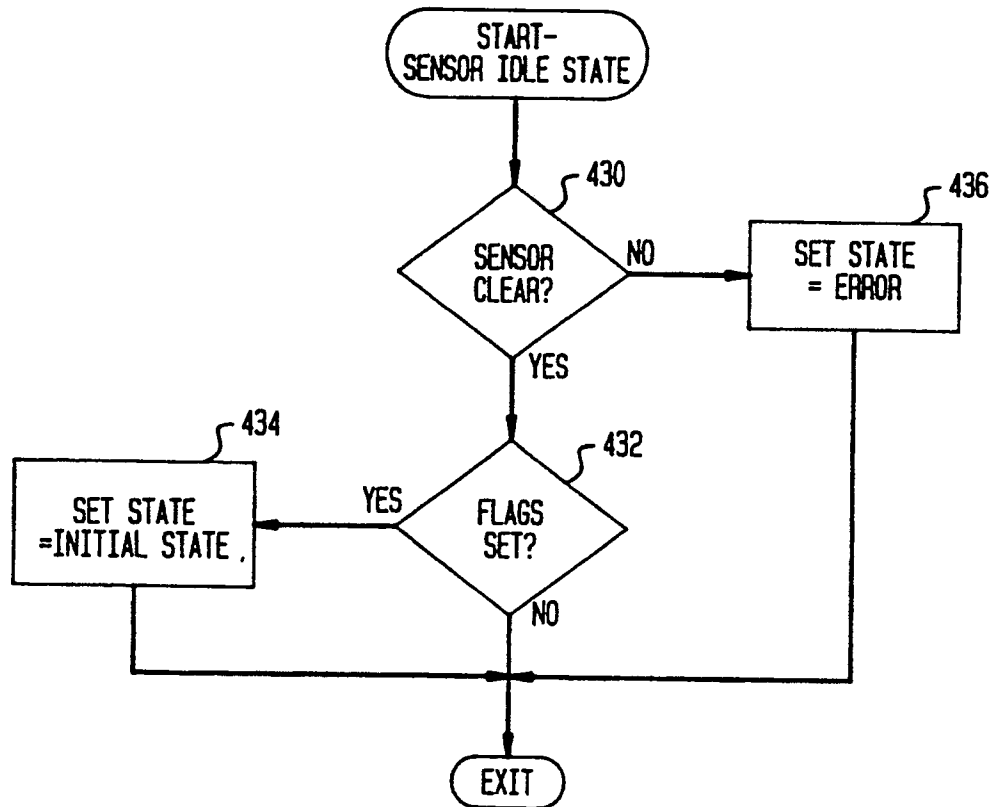 START-
SENSOR IDLE STATE
430
SENSOR
CLEAR?
NO
436
SET STATE
= ERROR
YES
434
SET STATE
=INITIAL STATE
YES
432
FLAGS
SET?
NO
EXIT